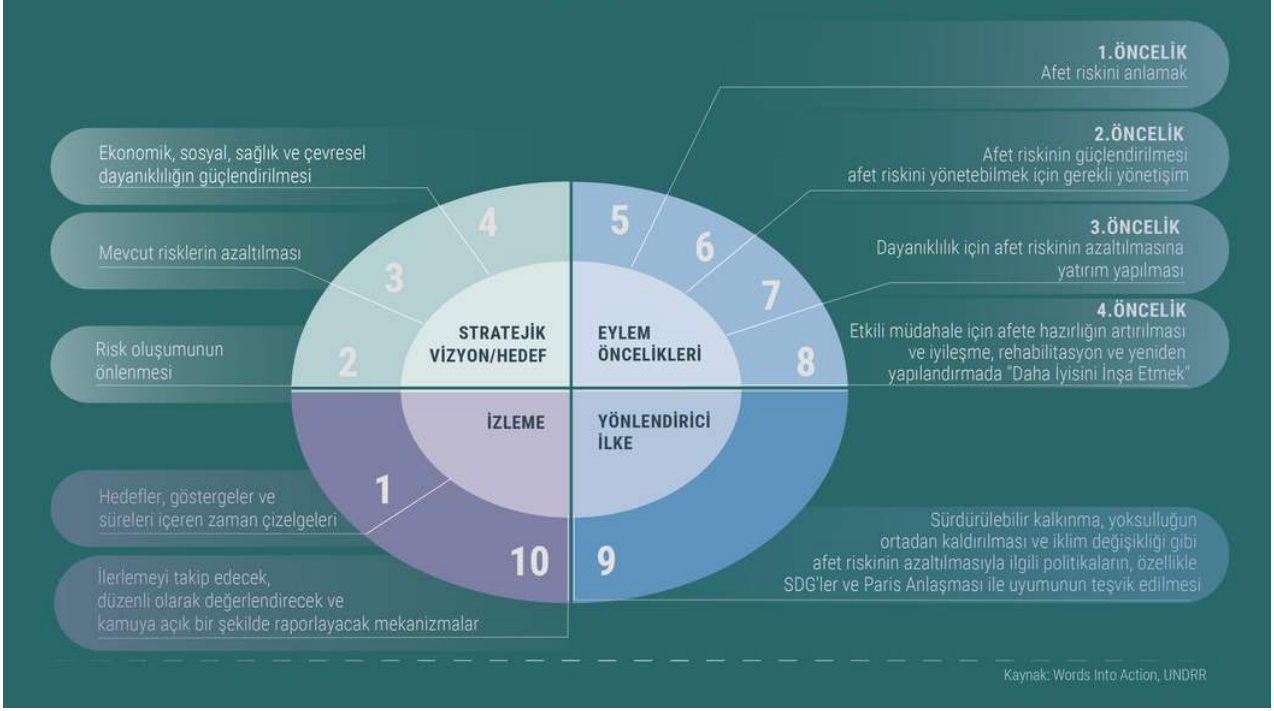 1.ÖNCELİK
Afet riskini anlamak
2.ÖNCELİK
Afet riskinin güçlendirilmesi
afet riskini yönetebilmek için gerekli yönetişim
3.ÖNCELİK
Dayanıklılık için afet riskinin azaltılmasına
yatırım yapılması
4.ÖNCELİK
Etkili müdahale için afete hazırlığın artırılması
ve iyileşme, rehabilitasyon ve yeniden
yapılandırmada "Daha İyisini İnşa Etmek"
Ekonomik, sosyal, sağlık ve çevresel
dayanıklılığın güçlendirilmesi
Mevcut risklerin azaltılması
Risk oluşumunun
önlenmesi
4
3
2
5
6
7
8
STRATEJİK
VİZYON/HEDEF
EYLEM
ÖNCELİKLERİ
İZLEME
YÖNLENDİRİCİ
İLKE
1
10
9
Hedefler, göstergeler ve
süreleri içeren zaman çizelgeleri
İlerlemeyi takip edecek,
düzenli olarak değerlendirecek ve
kamuya açık bir şekilde raporlayacak mekanizmalar
Sürdürülebilir kalkınma, yoksulluğun
ortadan kaldırılması ve iklim değişikliği gibi
afet riskinin azaltılmasıyla ilgili politikaların, özellikle
SDG'ler ve Paris Anlaşması ile uyumunun teşvik edilmesi
Kaynak: Words Into Action, UNDRR